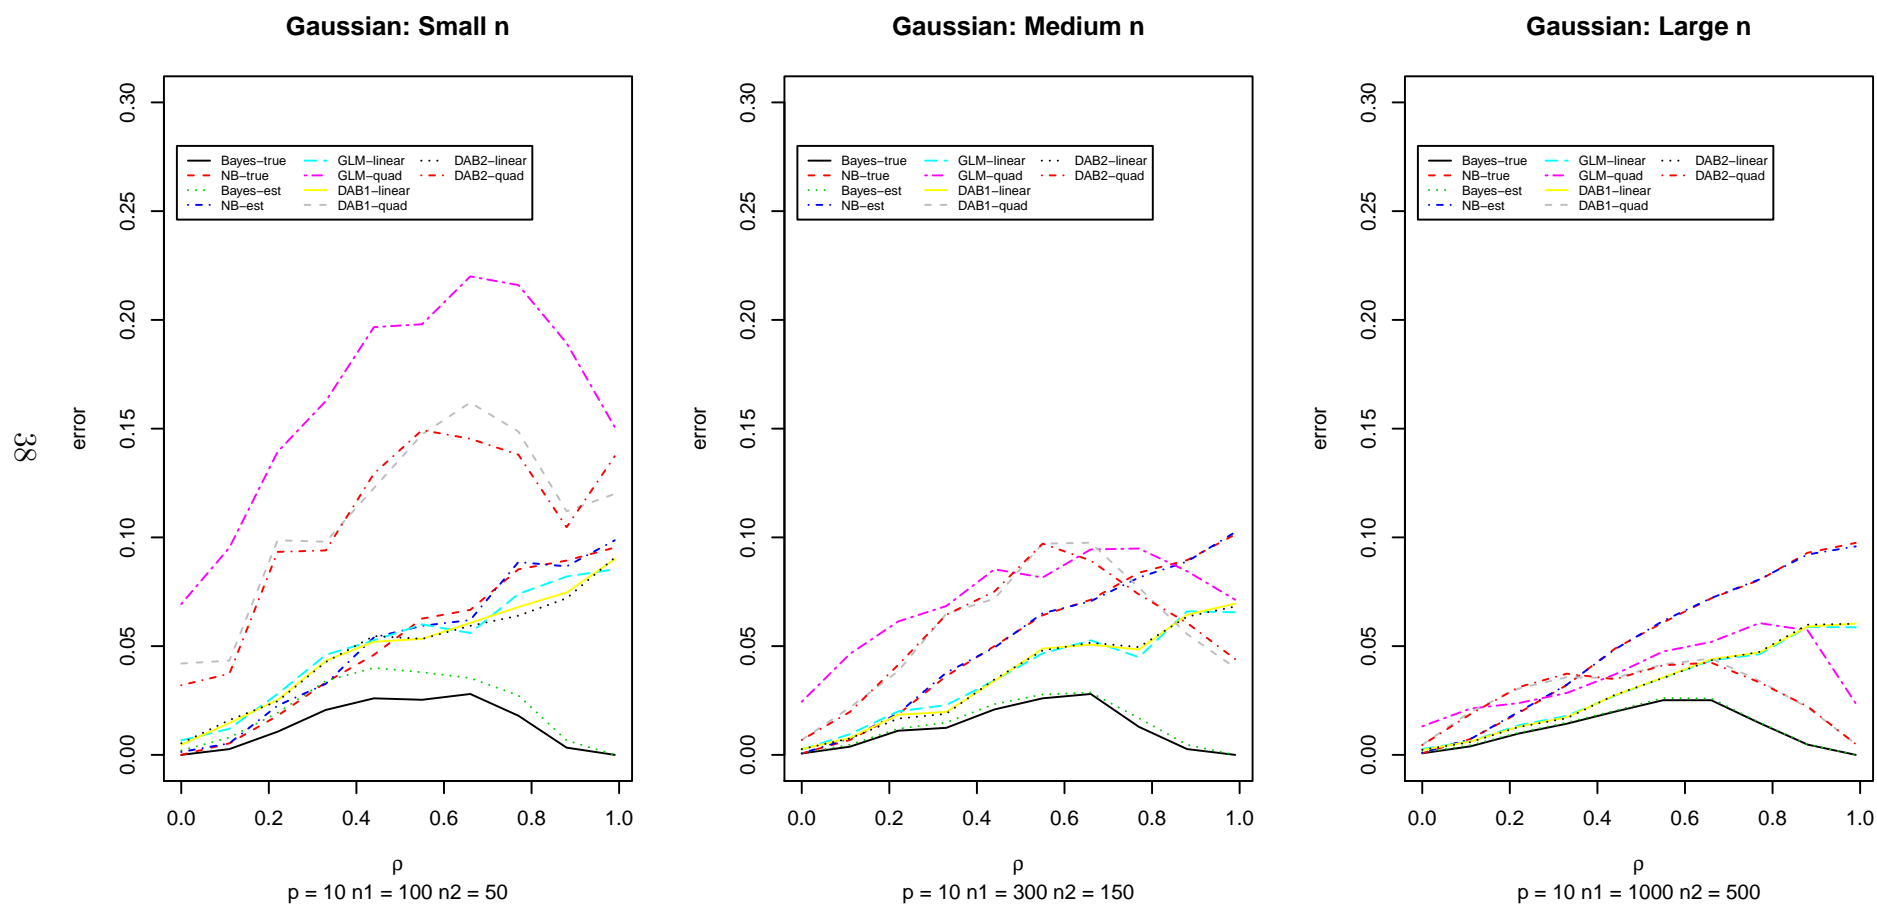 38
Gaussian: Small n
error
0.00 0.05 0.10 0.15 0.20 0.25 0.30
Bayes−true GLM−linear DAB2−linear
NB−true GLM−quad DAB2−quad
Bayes−est DAB1−linear
NB−est DAB1−quad
0.0 0.2 0.4 0.6 0.8 1.0
ρ
p = 10 n1 = 100 n2 = 50
Gaussian: Medium n
error
0.00 0.05 0.10 0.15 0.20 0.25 0.30
Bayes−true GLM−linear DAB2−linear
NB−true GLM−quad DAB2−quad
Bayes−est DAB1−linear
NB−est DAB1−quad
0.0 0.2 0.4 0.6 0.8 1.0
ρ
p = 10 n1 = 300 n2 = 150
Gaussian: Large n
error
0.00 0.05 0.10 0.15 0.20 0.25 0.30
Bayes−true GLM−linear DAB2−linear
NB−true GLM−quad DAB2−quad
Bayes−est DAB1−linear
NB−est DAB1−quad
0.0 0.2 0.4 0.6 0.8 1.0
ρ
p = 10 n1 = 1000 n2 = 500